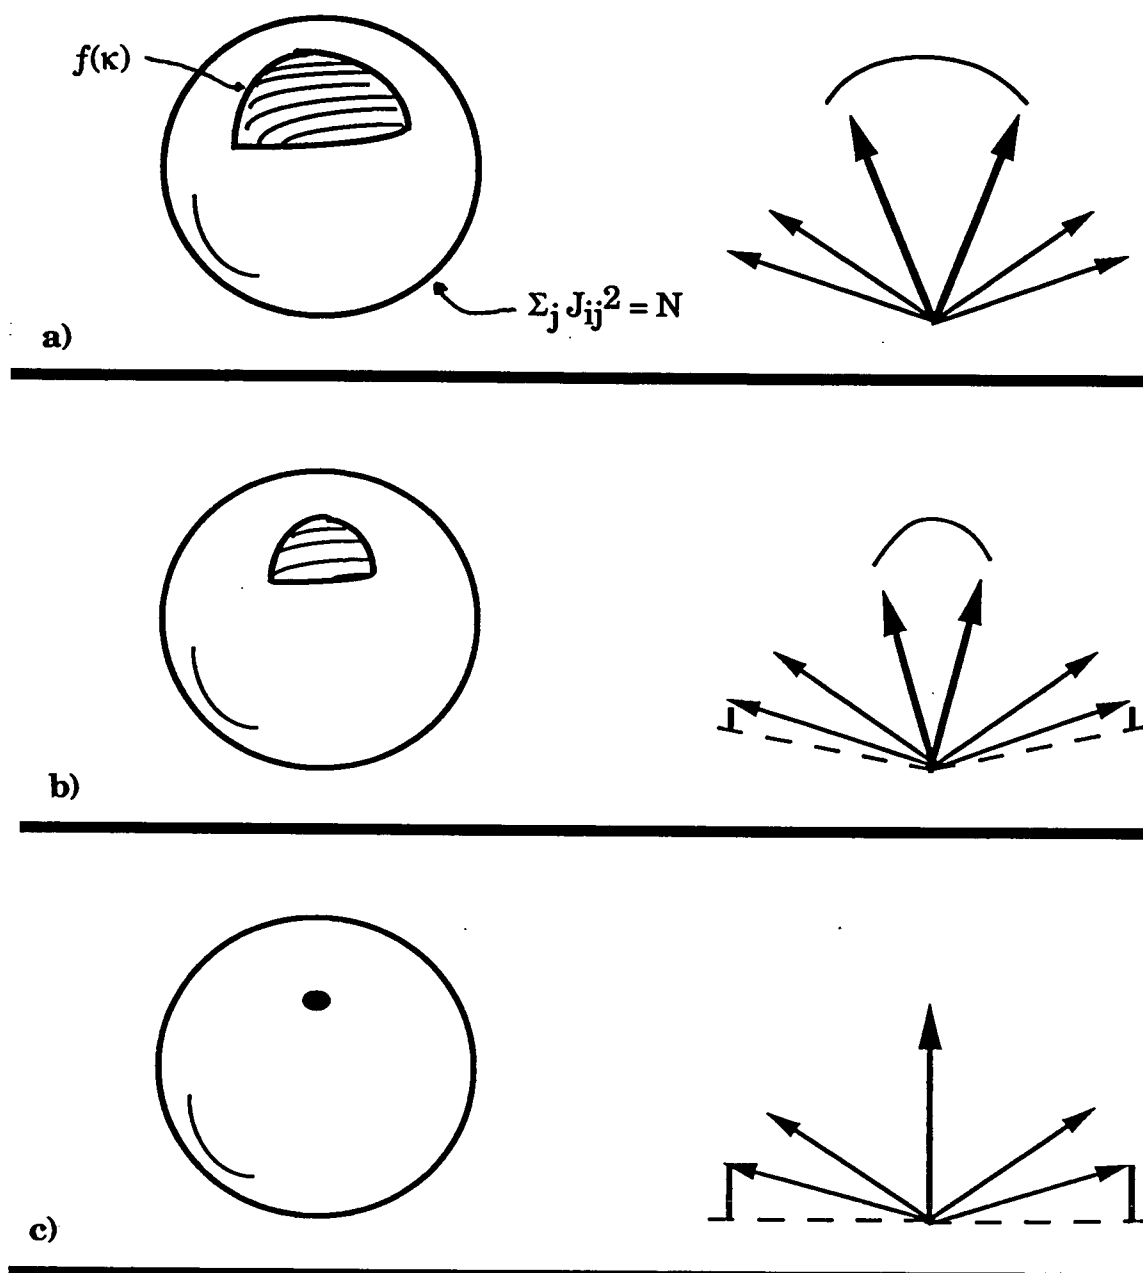 f(κ)
Σj Jij² = N
a)
b)
c)